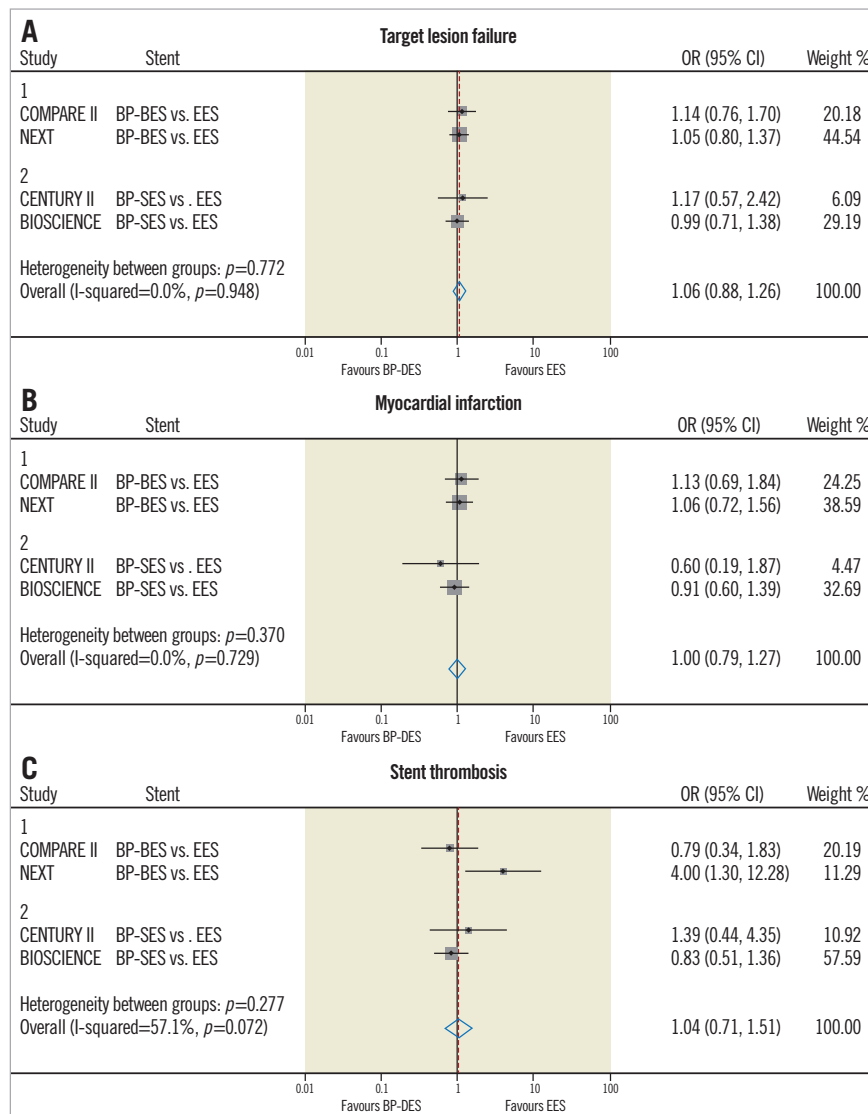 A
Target lesion failure
Study Stent OR (95% CI) Weight %
1
COMPARE II BP-BES vs. EES 1.14 (0.76, 1.70) 20.18
NEXT BP-BES vs. EES 1.05 (0.80, 1.37) 44.54
2
CENTURY II BP-SES vs . EES 1.17 (0.57, 2.42) 6.09
BIOSCIENCE BP-SES vs. EES 0.99 (0.71, 1.38) 29.19
Heterogeneity between groups: p=0.772
Overall (I-squared=0.0%, p=0.948) 1.06 (0.88, 1.26) 100.00
0.01 0.1 1 10 100
Favours BP-DES Favours EES
B
Myocardial infarction
Study Stent OR (95% CI) Weight %
1
COMPARE II BP-BES vs. EES 1.13 (0.69, 1.84) 24.25
NEXT BP-BES vs. EES 1.06 (0.72, 1.56) 38.59
2
CENTURY II BP-SES vs . EES 0.60 (0.19, 1.87) 4.47
BIOSCIENCE BP-SES vs. EES 0.91 (0.60, 1.39) 32.69
Heterogeneity between groups: p=0.370
Overall (I-squared=0.0%, p=0.729) 1.00 (0.79, 1.27) 100.00
0.01 0.1 1 10 100
Favours BP-DES Favours EES
C
Stent thrombosis
Study Stent OR (95% CI) Weight %
1
COMPARE II BP-BES vs. EES 0.79 (0.34, 1.83) 20.19
NEXT BP-BES vs. EES 4.00 (1.30, 12.28) 11.29
2
CENTURY II BP-SES vs . EES 1.39 (0.44, 4.35) 10.92
BIOSCIENCE BP-SES vs. EES 0.83 (0.51, 1.36) 57.59
Heterogeneity between groups: p=0.277
Overall (I-squared=57.1%, p=0.072) 1.04 (0.71, 1.51) 100.00
0.01 0.1 1 10 100
Favours BP-DES Favours EES